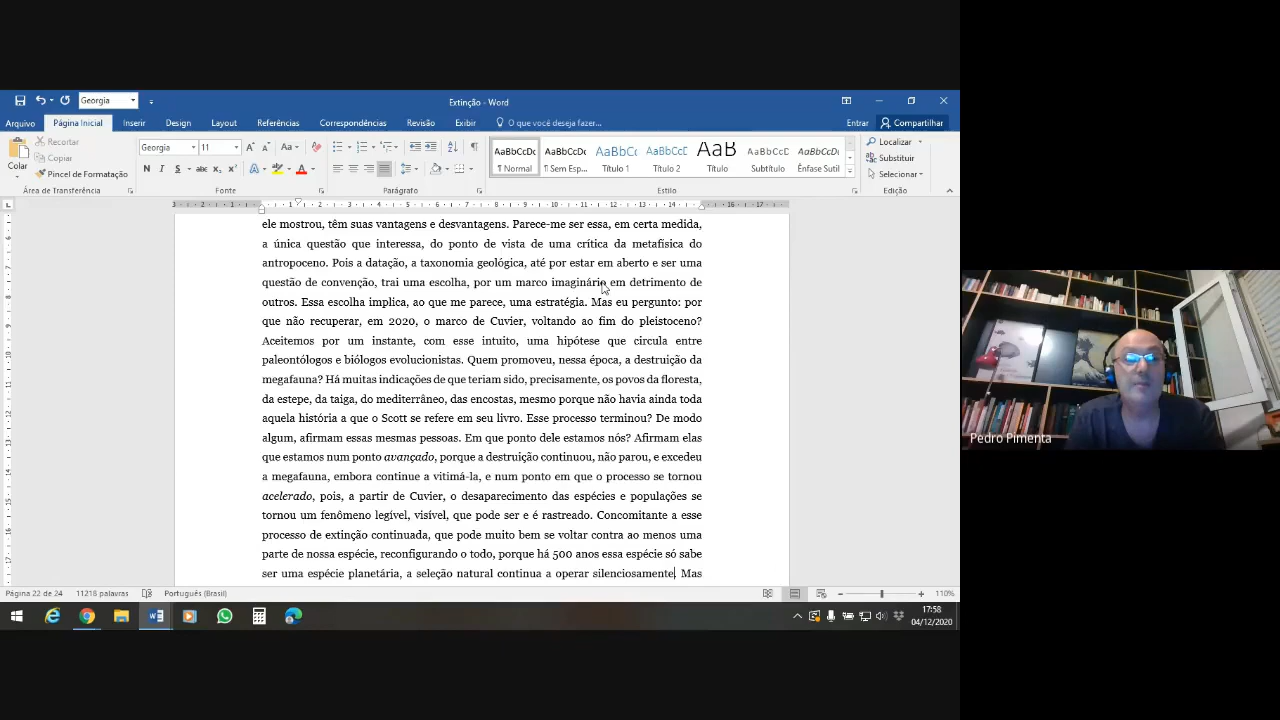 Georgia
Extinção - Word
Arquivo Página Inicial Inserir Design Layout Referências Correspondências Revisão Exibir O que você deseja fazer... Entrar Compartilhar
Colar
Recortar
Copiar
Pincel de Formatação
Área de Transferência
Georgia 11
N I S abc x₂ x²
Fonte
Parágrafo
AaBbCcDc AaBbCcDc AaBbCc AaBbCcC AaBb AaBbCcC AaBbCcDc
¶ Normal ¶ Sem Esp... Título 1 Título 2 Título Subtítulo Ênfase Sutil
Estilo
Localizar
Substituir
Selecionar
Edição
ele mostrou, têm suas vantagens e desvantagens. Parece-me ser essa, em certa medida,
a única questão que interessa, do ponto de vista de uma crítica da metafísica do
antropoceno. Pois a datação, a taxonomia geológica, até por estar em aberto e ser uma
questão de convenção, trai uma escolha, por um marco imaginário em detrimento de
outros. Essa escolha implica, ao que me parece, uma estratégia. Mas eu pergunto: por
que não recuperar, em 2020, o marco de Cuvier, voltando ao fim do pleistoceno?
Aceitemos por um instante, com esse intuito, uma hipótese que circula entre
paleontólogos e biólogos evolucionistas. Quem promoveu, nessa época, a destruição da
megafauna? Há muitas indicações de que teriam sido, precisamente, os povos da floresta,
da estepe, da taiga, do mediterrâneo, das encostas, mesmo porque não havia ainda toda
aquela história a que o Scott se refere em seu livro. Esse processo terminou? De modo
algum, afirmam essas mesmas pessoas. Em que ponto dele estamos nós? Afirmam elas
que estamos num ponto avançado, porque a destruição continuou, não parou, e excedeu
a megafauna, embora continue a vitimá-la, e num ponto em que o processo se tornou
acelerado, pois, a partir de Cuvier, o desaparecimento das espécies e populações se
tornou um fenômeno legível, visível, que pode ser e é rastreado. Concomitante a esse
processo de extinção continuada, que pode muito bem se voltar contra ao menos uma
parte de nossa espécie, reconfigurando o todo, porque há 500 anos essa espécie só sabe
ser uma espécie planetária, a seleção natural continua a operar silenciosamente. Mas
Página 22 de 24 11218 palavras Português (Brasil) 110%
17:58
04/12/2020
Pedro Pimenta